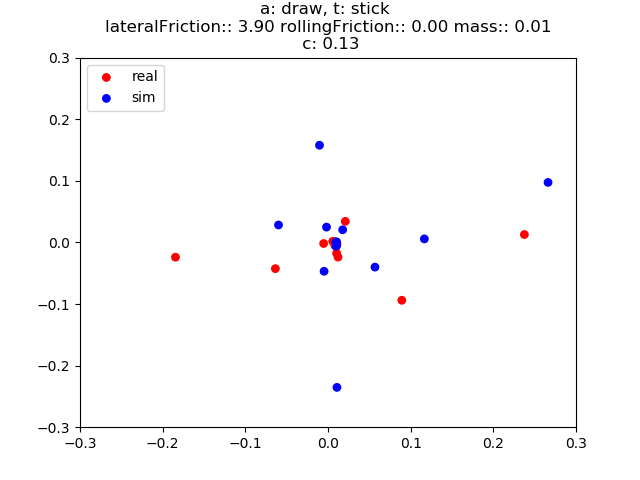 a: draw, t: stick
lateralFriction:: 3.90 rollingFriction:: 0.00 mass:: 0.01
c: 0.13
real
sim
0.3
0.2
0.1
0.0
−0.1
−0.2
−0.3
−0.3 −0.2 −0.1 0.0 0.1 0.2 0.3